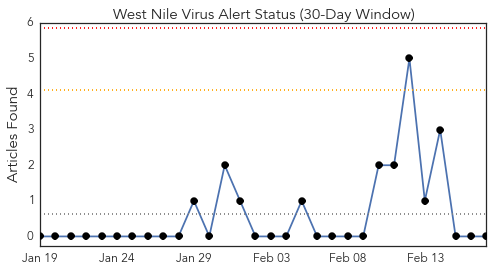 West Nile Virus Alert Status (30-Day Window)
6
5
4
3
2
1
0
Articles Found
Jan 19 Jan 24 Jan 29 Feb 03 Feb 08 Feb 13